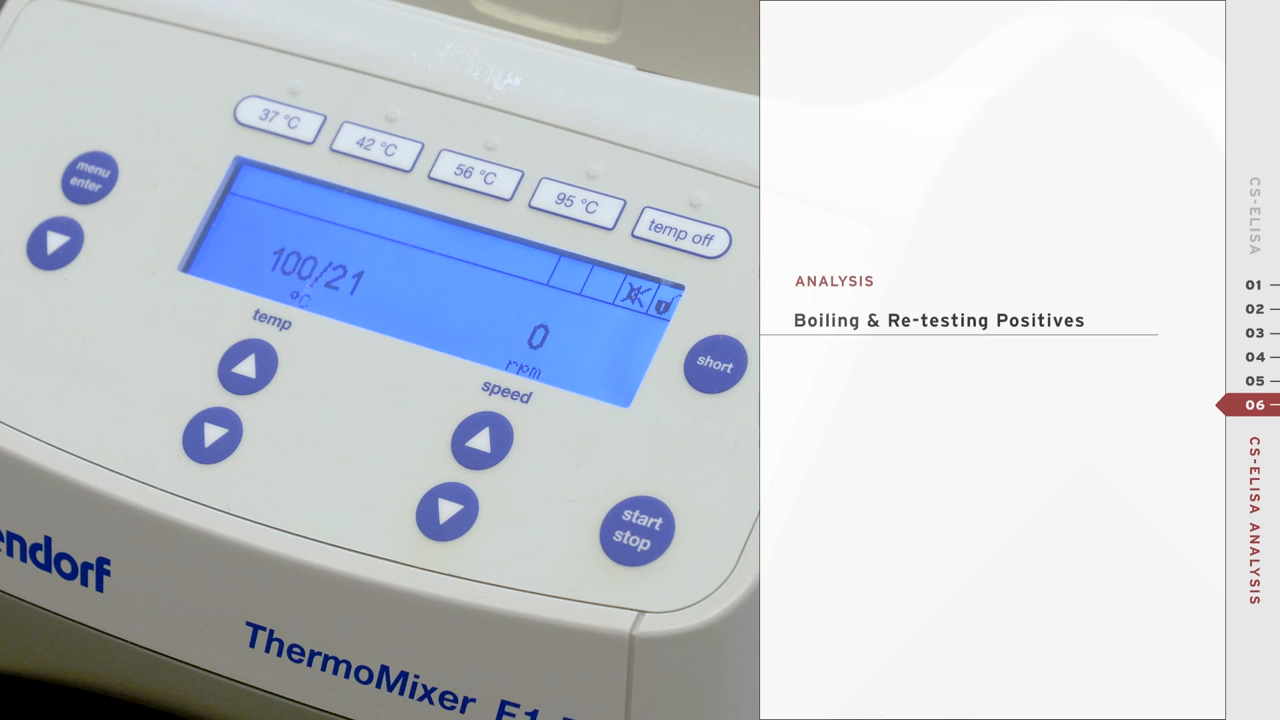 37 °C
42 °C
56 °C
95 °C
temp off
menu
enter
100/21
°C
temp
0
rpm
speed
short
start
stop
endorf
ThermoMixer
ANALYSIS
Boiling & Re-testing Positives
CS-ELISA
01
02
03
04
05
06
CS-ELISA ANALYSIS